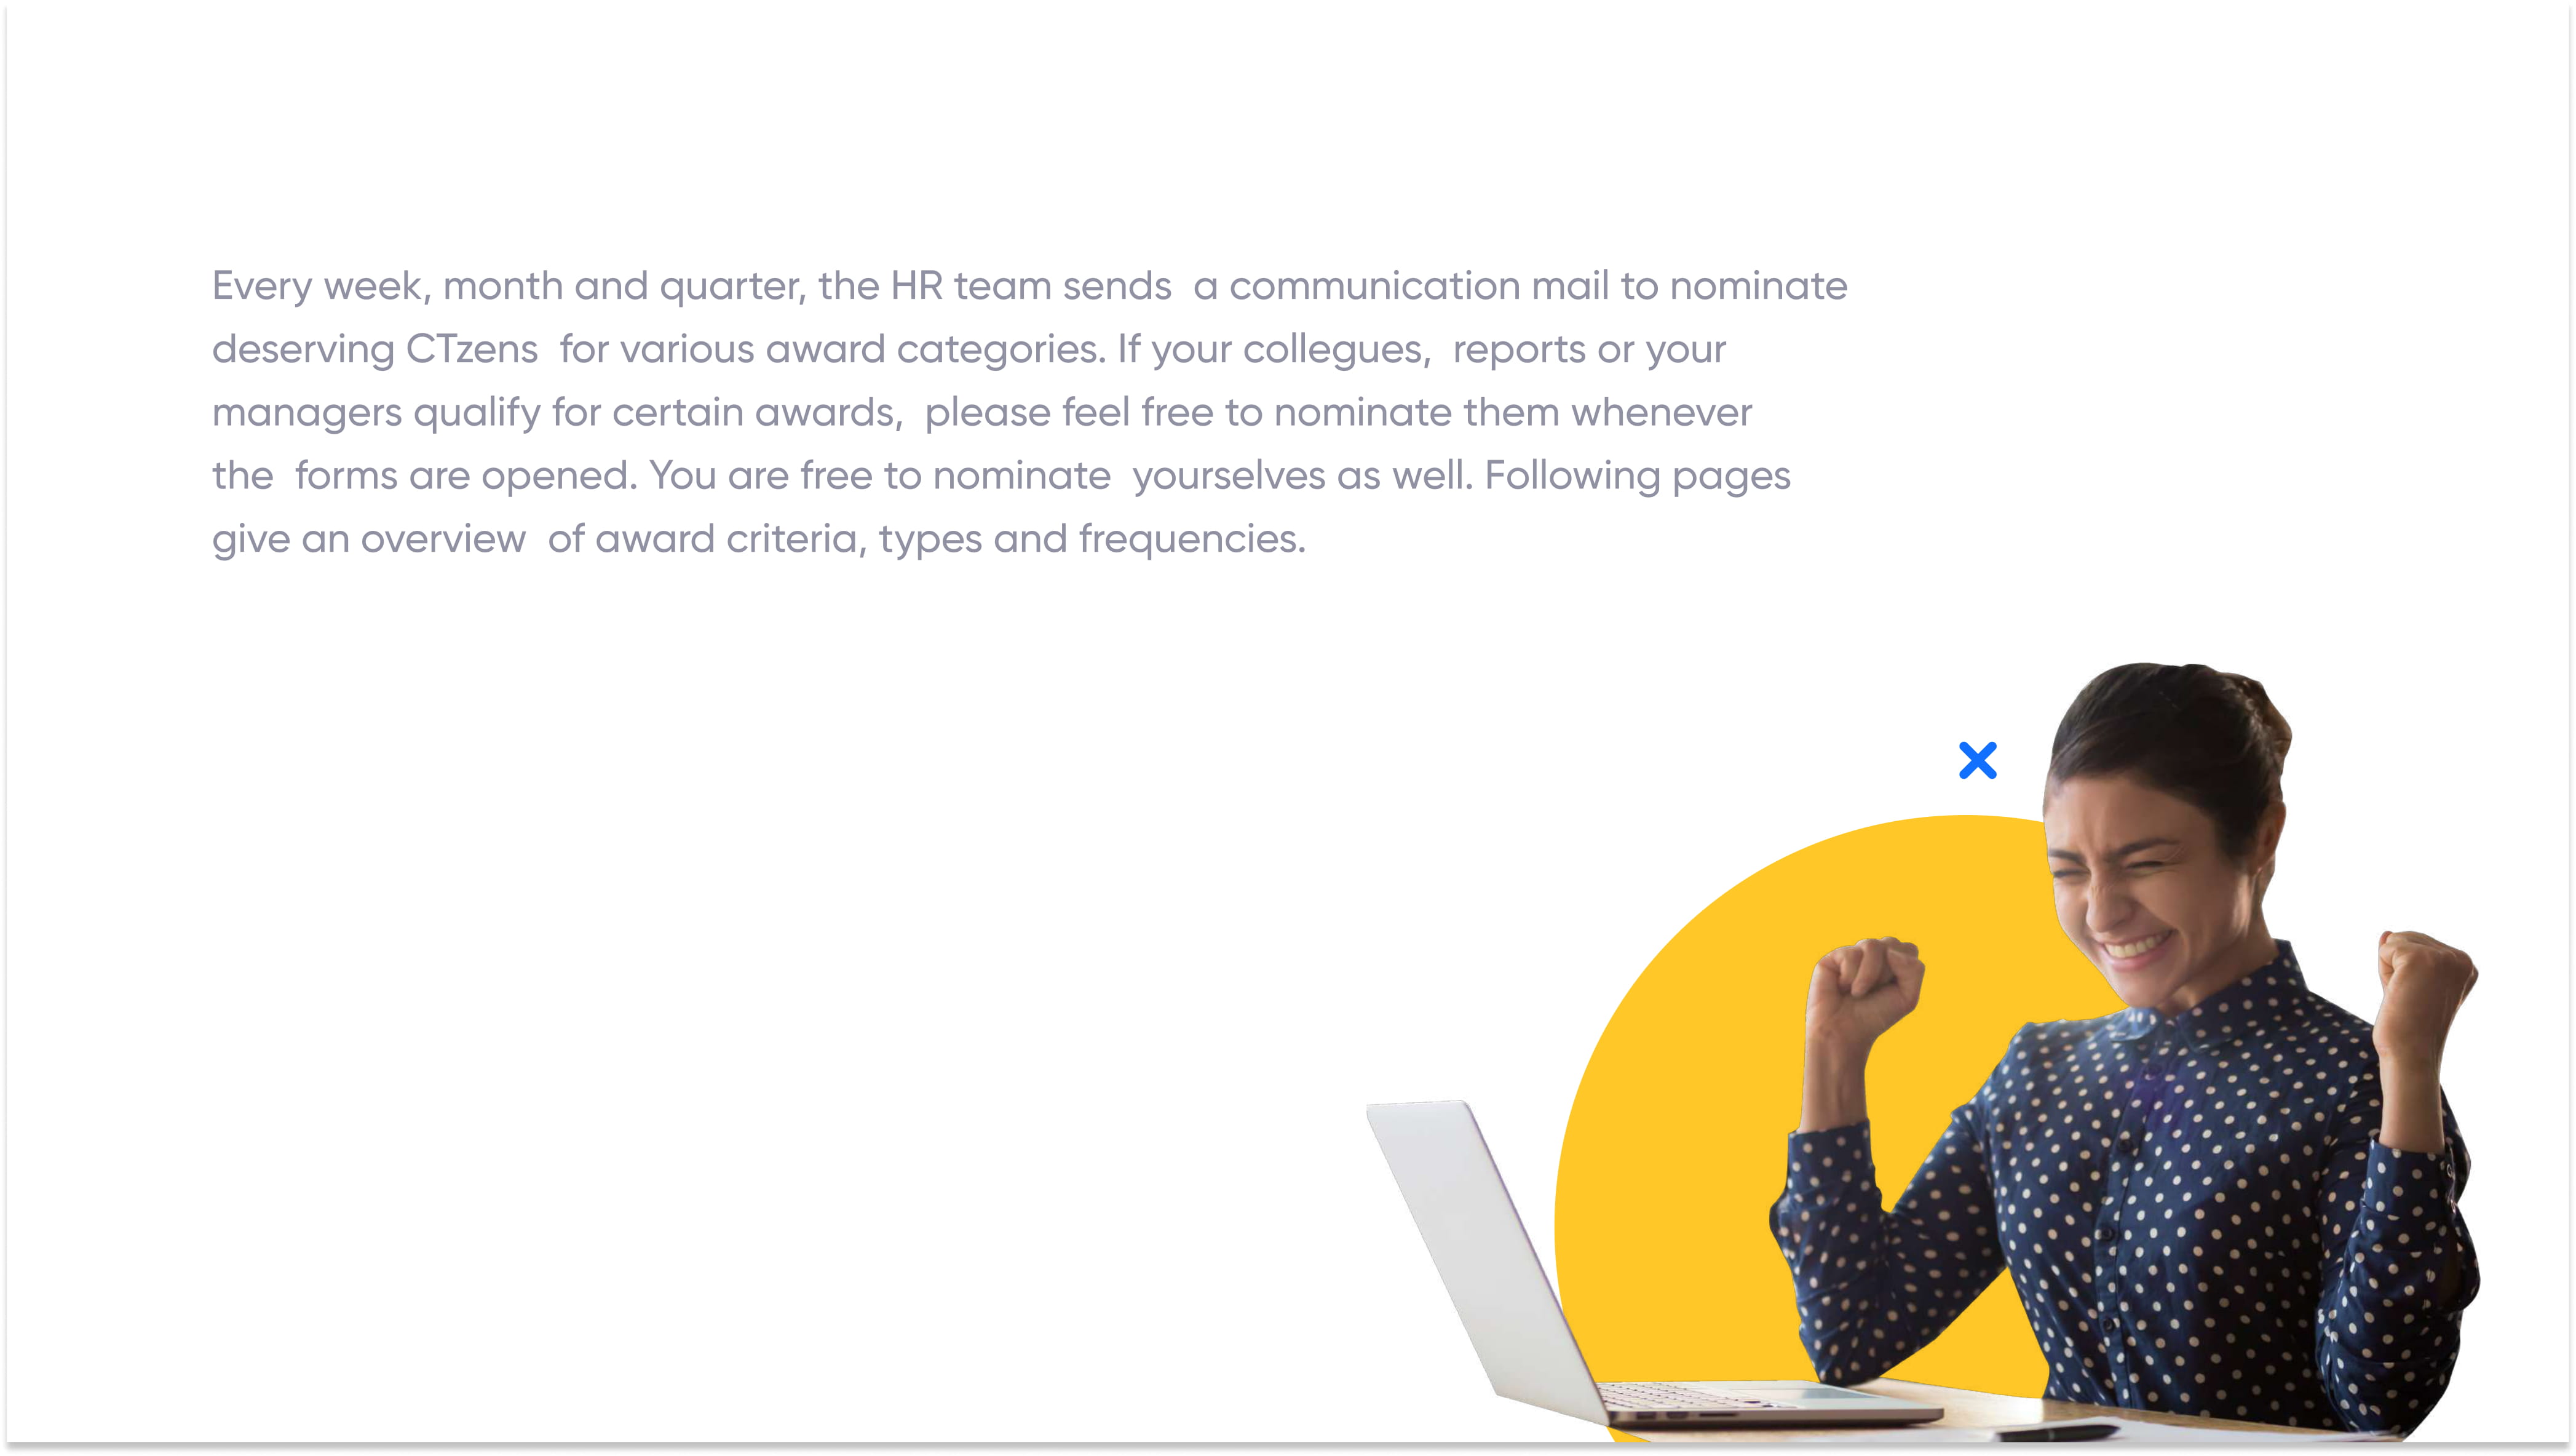 Every week, month and quarter, the HR team sends  a communication mail to nominate
deserving CTzens  for various award categories. If your collegues,  reports or your
managers qualify for certain awards,  please feel free to nominate them whenever
the  forms are opened. You are free to nominate  yourselves as well. Following pages
give an overview  of award criteria, types and frequencies.